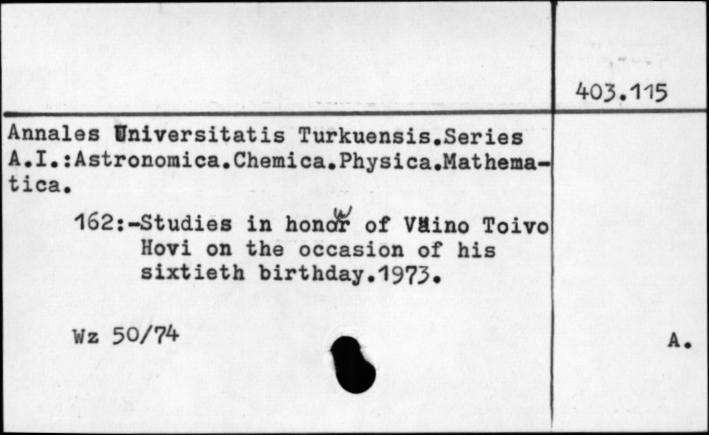 403.115
Annales Universitatis Turkuensis.Series
A.I.:Astronomica.Chemica.Physica.Mathema-
tica.
162:-Studies in honour of Väino Toivo
Hovi on the occasion of his
sixtieth birthday.1973.
Wz 50/74
A.